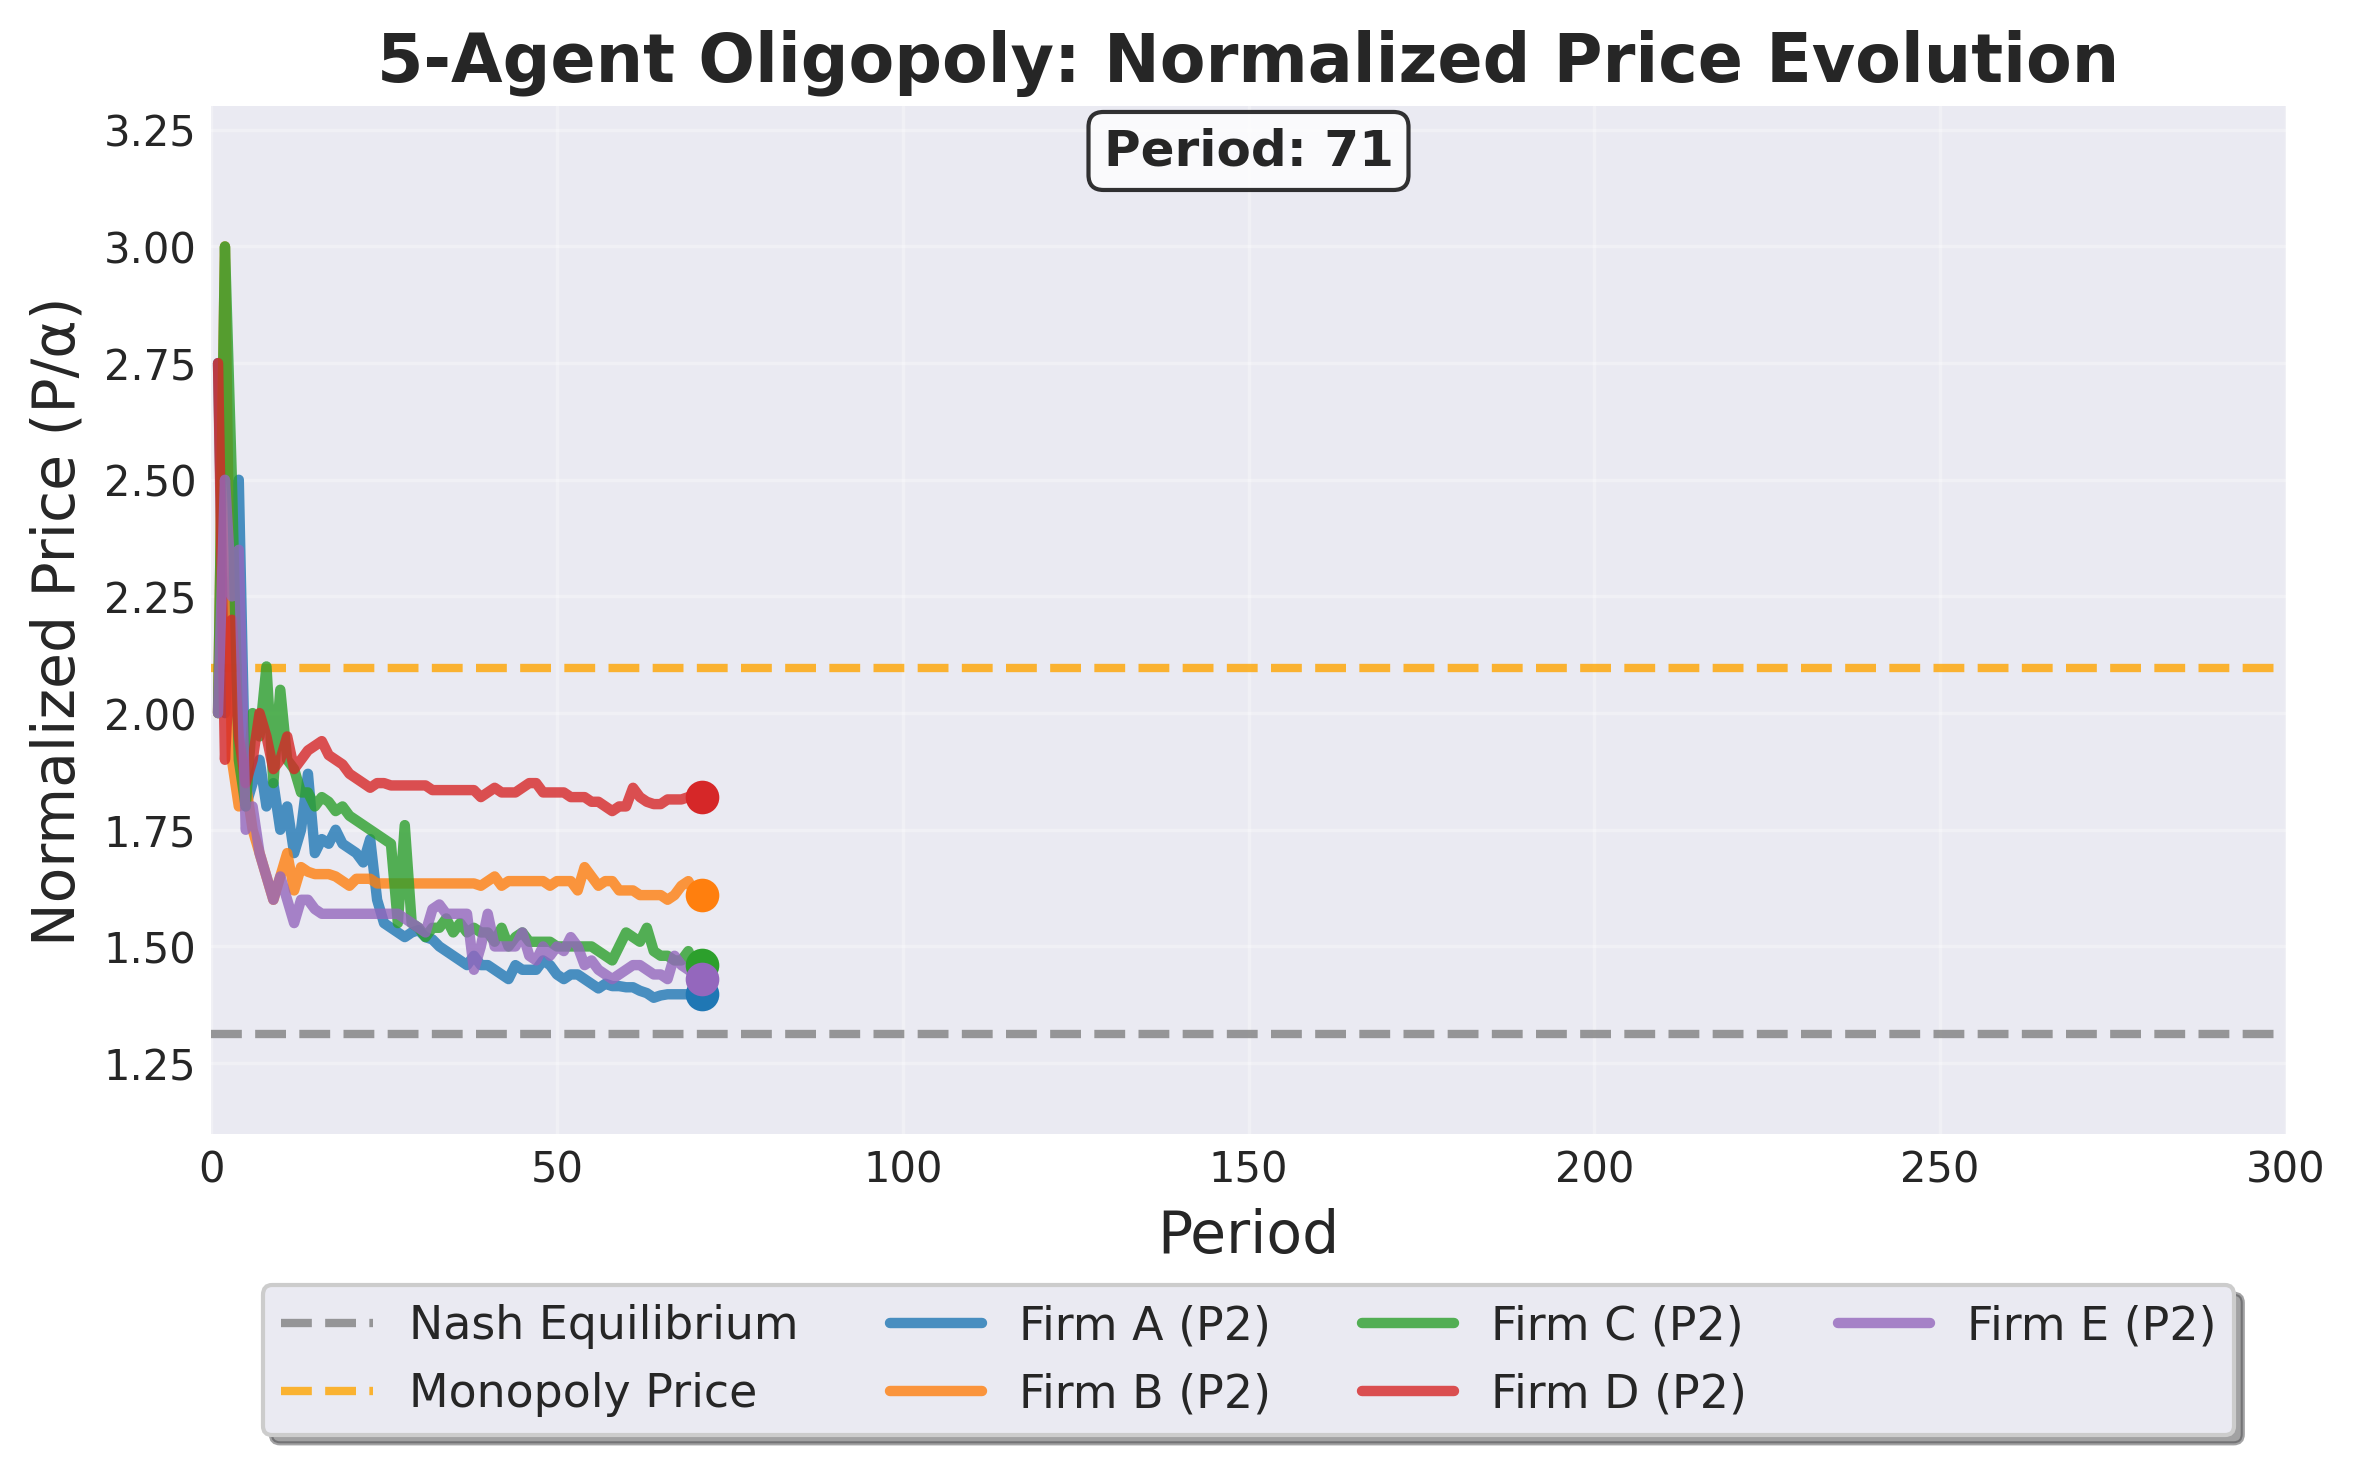 5-Agent Oligopoly: Normalized Price Evolution
Period: 71
Normalized Price (P/α)
3.25
3.00
2.75
2.50
2.25
2.00
1.75
1.50
1.25
0 50 100 150 200 250 300
Period
Nash Equilibrium Firm A (P2) Firm C (P2) Firm E (P2)
Monopoly Price Firm B (P2) Firm D (P2)